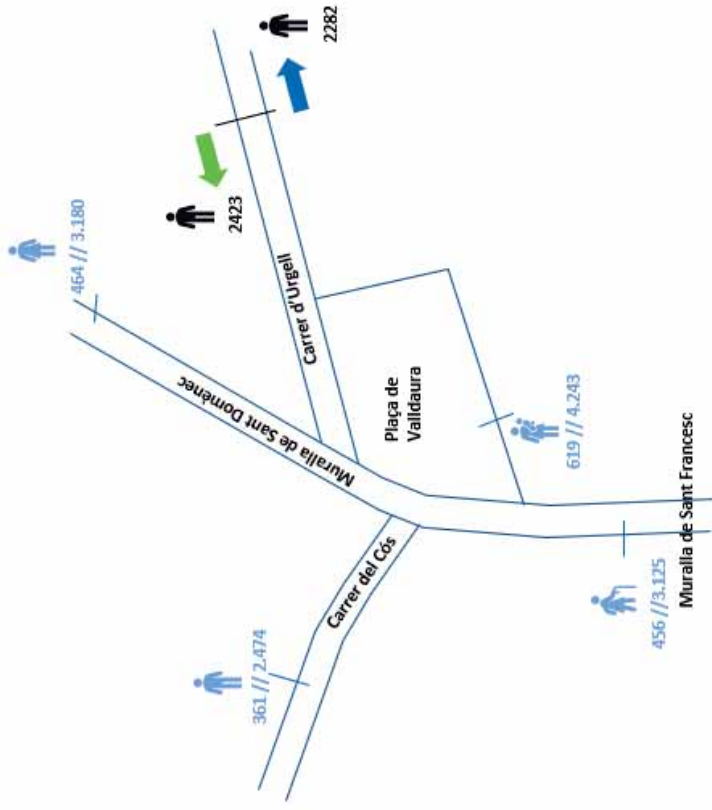 2282
2423
464 // 3.180
Carrer d'Urgell
Muralla de Sant Domènec
Plaça de
Valldaura
619 // 4.243
Carrer del Cós
361 // 2.474
456 //3.125
Muralla de Sant Francesc